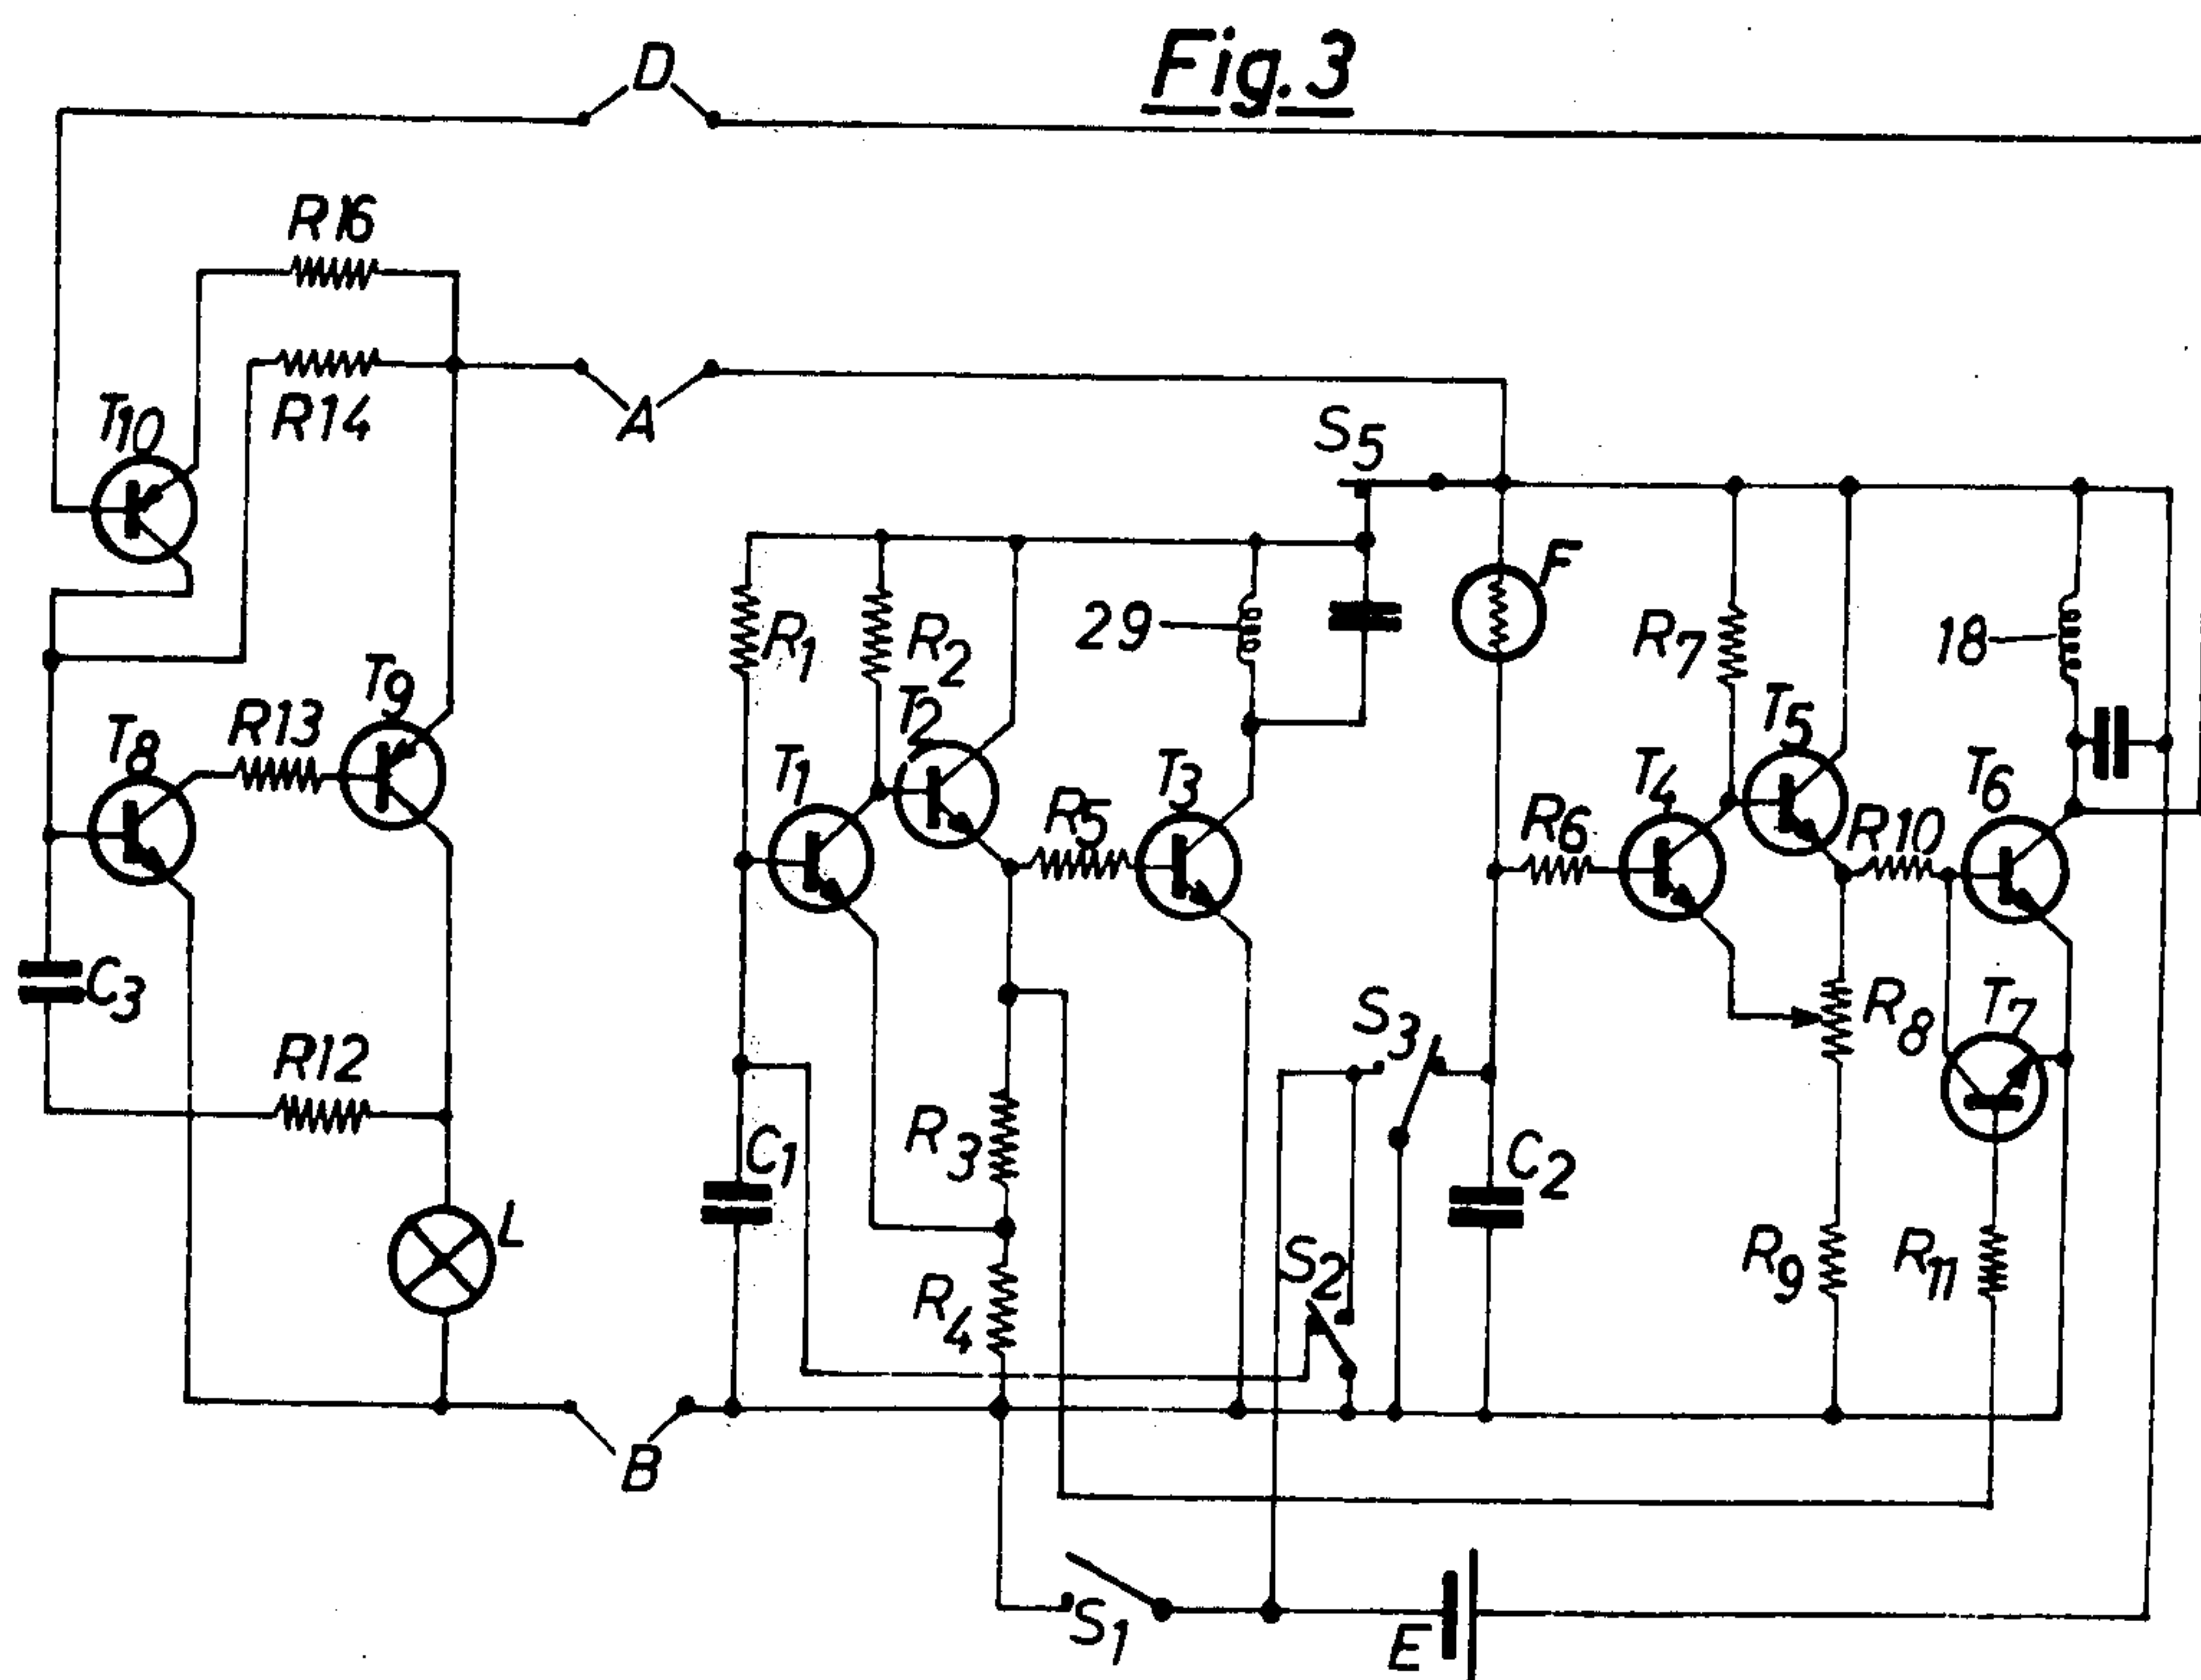 Fig.3
D
R16
R14
A
T10
S5
F
R1
R2
29
R7
18
T9
R13
T8
T2
T1
R5
T3
T5
T4
R6
R10
T6
C3
R12
S3
R8
T7
R3
C1
C2
L
S2
R4
R9
R11
B
S1
E